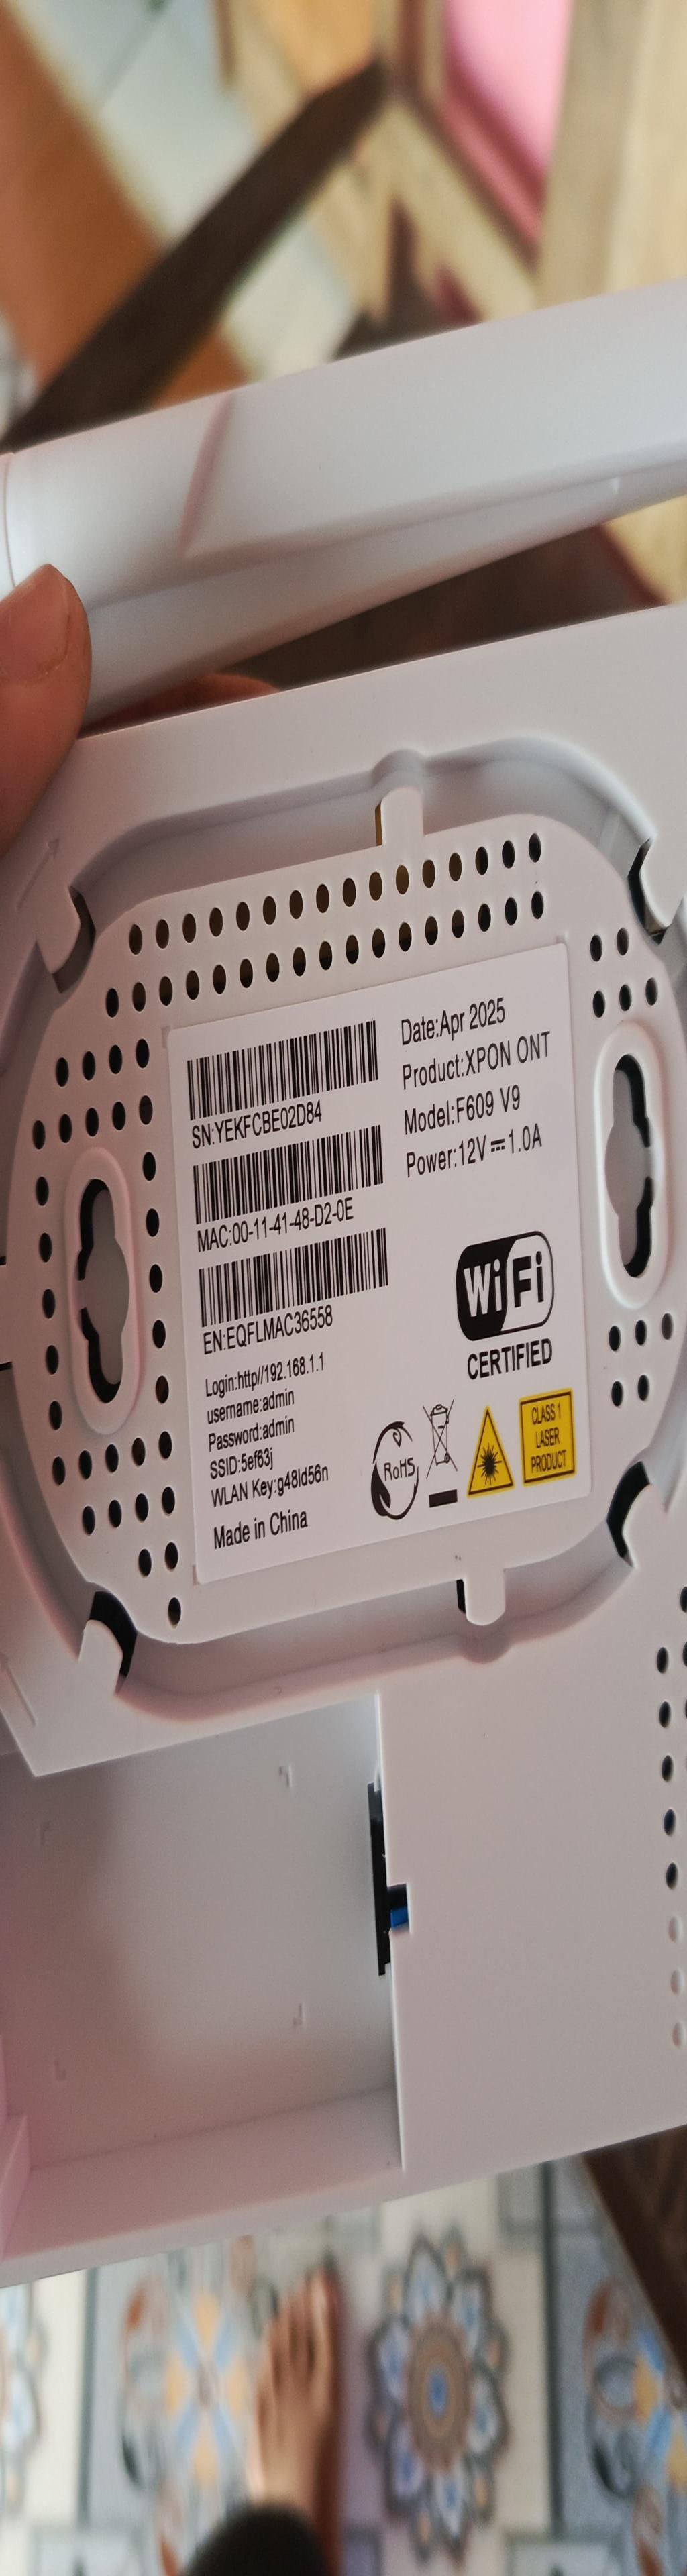 SN:YEKFCBE02D84
MAC:00-11-41-48-D2-0E
EN:EQFLMAC36558
Login:http//192.168.1.1
username:admin
Password:admin
SSID:5ef63j
WLAN Key:g48ld56n
Made in China
Date:Apr 2025
Product:XPON ONT
Model:F609 V9
Power:12V⎓1.0A
WiFi
CERTIFIED
RoHS
CLASS 1
LASER
PRODUCT